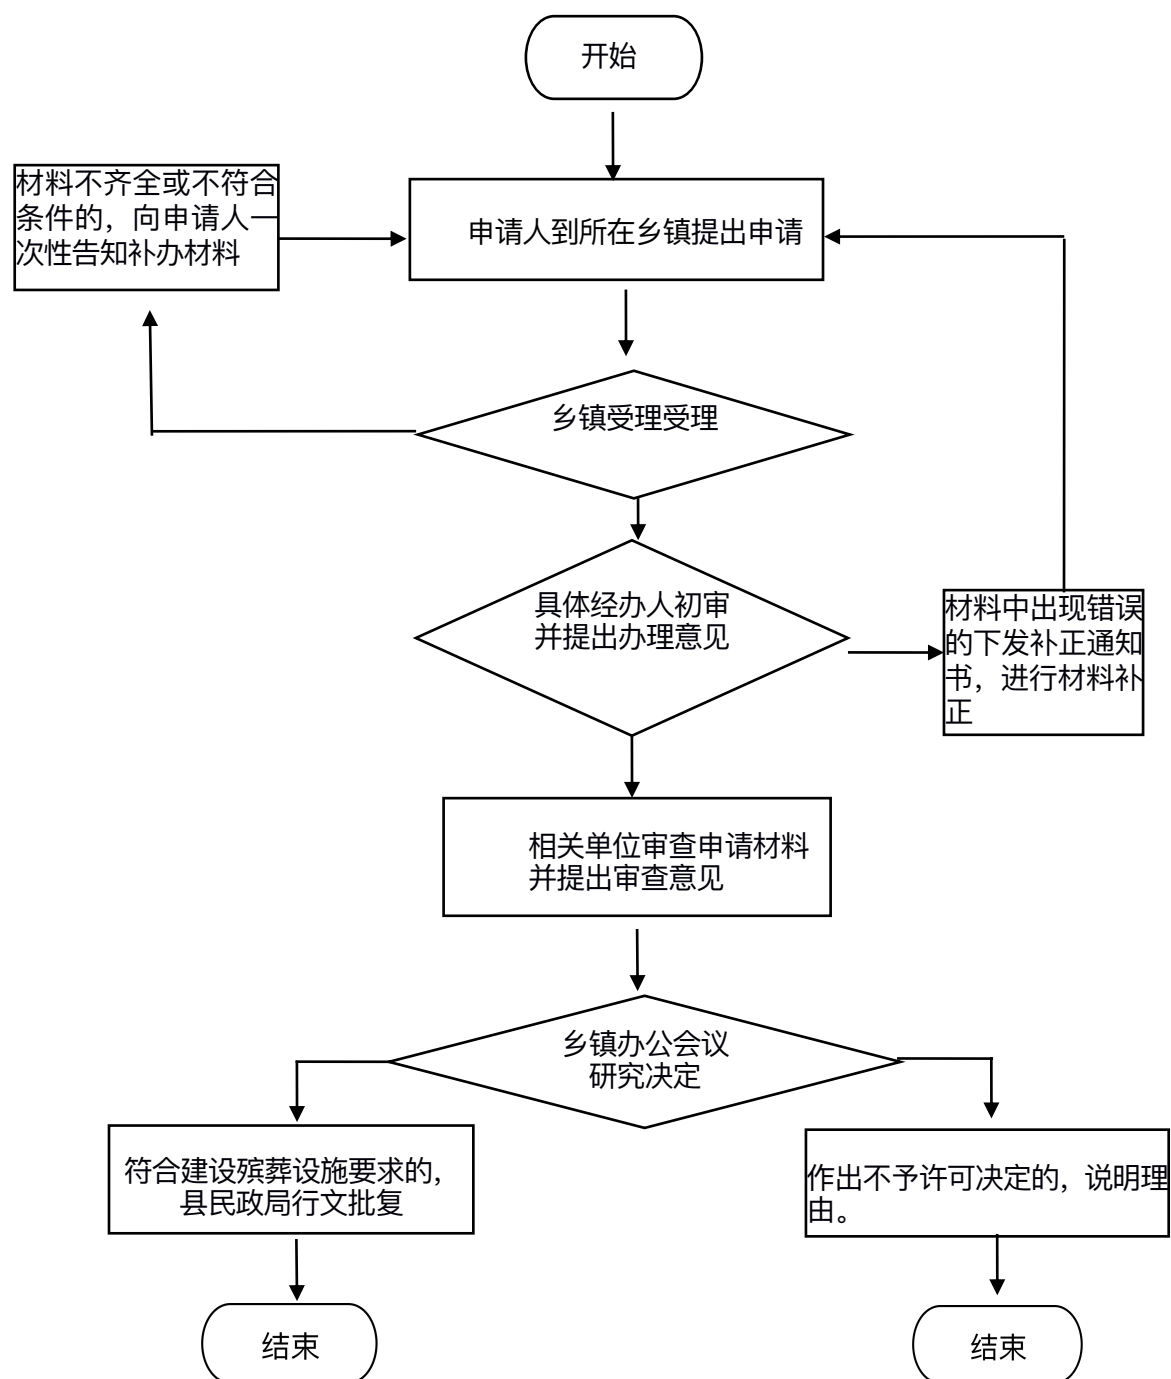 开始
材料不齐全或不符合
条件的，向申请人一
次性告知补办材料
申请人到所在乡镇提出申请
乡镇受理受理
具体经办人初审
并提出办理意见
材料中出现错误
的下发补正通知
书，进行材料补
正
相关单位审查申请材料
并提出审查意见
乡镇办公会议
研究决定
符合建设殡葬设施要求的，
县民政局行文批复
作出不予许可决定的，说明理
由。
结束
结束